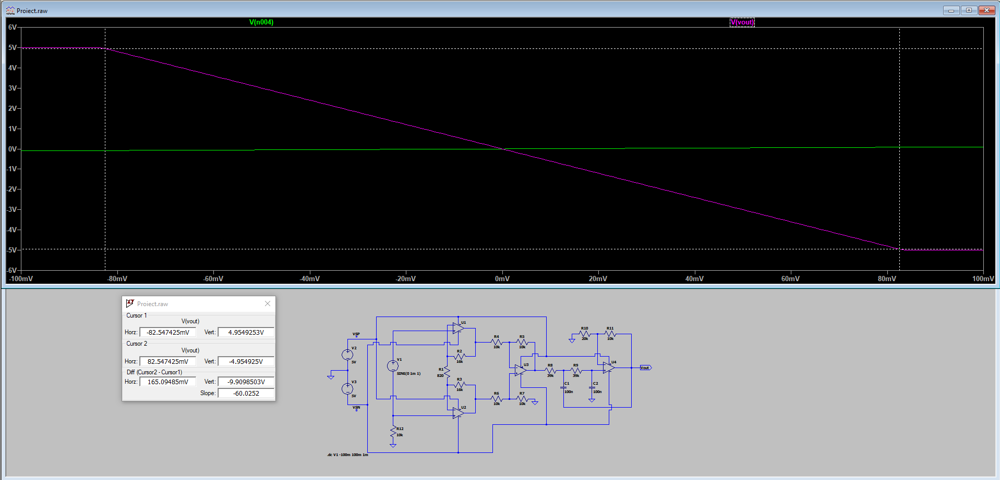 Proiect.raw
V(n004)
V(vout)
6V
5V
4V
3V
2V
1V
0V
-1V
-2V
-3V
-4V
-5V
-6V
-100mV
-80mV
-60mV
-40mV
-20mV
0mV
20mV
40mV
60mV
80mV
100mV
Proiect.raw
Cursor 1
V(vout)
Horz: -82.547425mV Vert: 4.9549253V
Cursor 2
V(vout)
Horz: 82.547425mV Vert: -4.954925V
Diff (Cursor2 - Cursor1)
Horz: 165.09485mV Vert: -9.9098503V
Slope: -60.0252
VSP
V2
5V
V3
5V
VSN
V1
SINE(0 1m 1)
R12
10k
U1
R2
16k
R1
820
R3
16k
U2
R4
10k
R5
10k
U3
R6
10k
R7
10k
R8
39k
R9
39k
C1
100n
C2
100n
R10
20k
R11
10k
U4
Vout
.dc V1 -100m 100m 1m